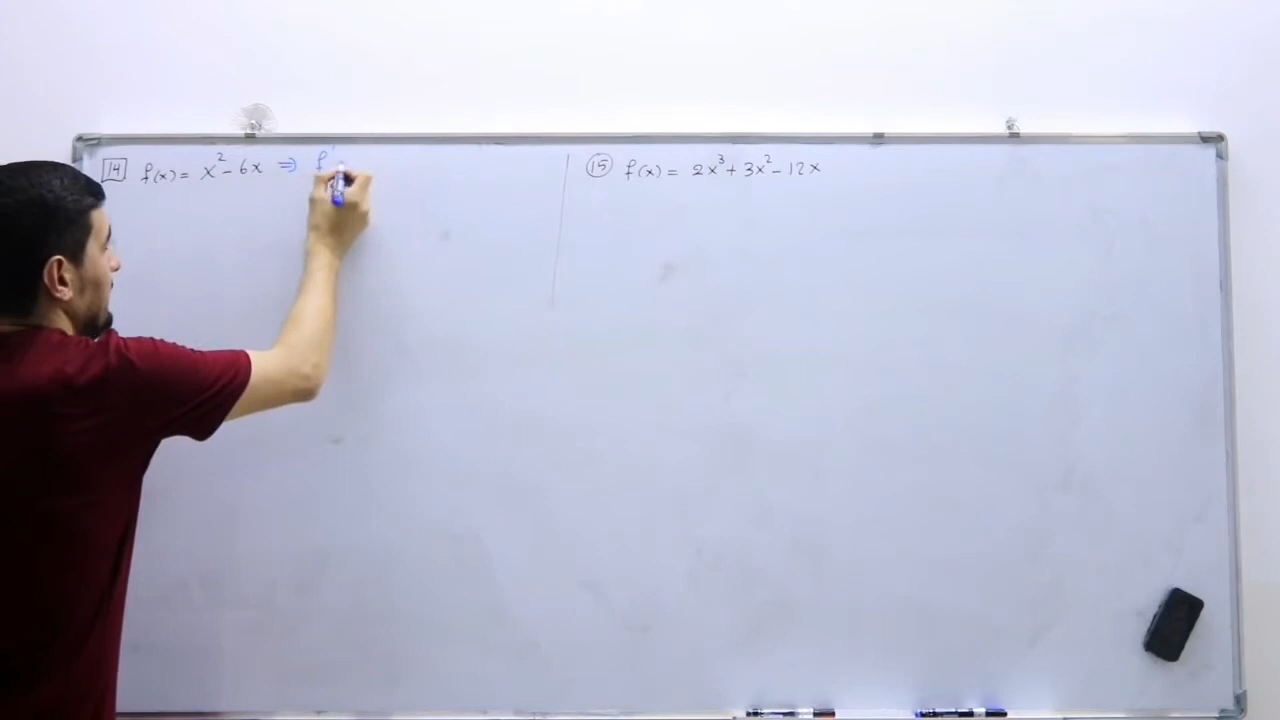 14 f(x) = x² - 6x ⇒ f'
15 f(x) = 2x³ + 3x² - 12x